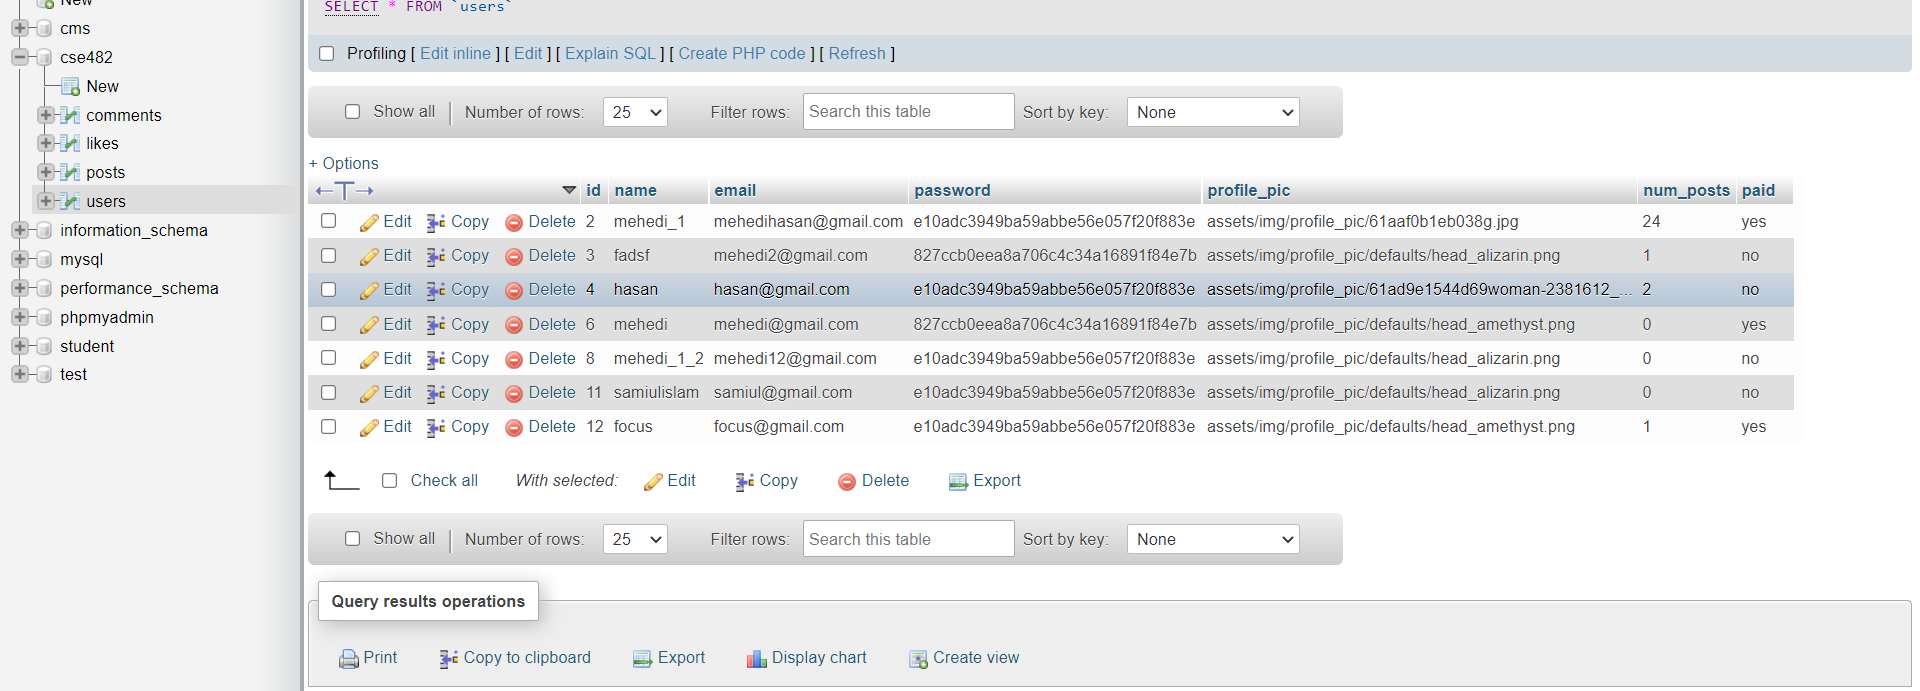 New
cms
cse482
New
comments
likes
posts
users
information_schema
mysql
performance_schema
phpmyadmin
student
test
SELECT * FROM `users`
Profiling [ Edit inline ] [ Edit ] [ Explain SQL ] [ Create PHP code ] [ Refresh ]
Show all | Number of rows: 25 Filter rows: Search this table Sort by key: None
+ Options
←T→ id name email password profile_pic num_posts paid
Edit Copy Delete 2 mehedi_1 mehedihasan@gmail.com e10adc3949ba59abbe56e057f20f883e assets/img/profile_pic/61aaf0b1eb038g.jpg 24 yes
Edit Copy Delete 3 fadsf mehedi2@gmail.com 827ccb0eea8a706c4c34a16891f84e7b assets/img/profile_pic/defaults/head_alizarin.png 1 no
Edit Copy Delete 4 hasan hasan@gmail.com e10adc3949ba59abbe56e057f20f883e assets/img/profile_pic/61ad9e1544d69woman-2381612_... 2 no
Edit Copy Delete 6 mehedi mehedi@gmail.com 827ccb0eea8a706c4c34a16891f84e7b assets/img/profile_pic/defaults/head_amethyst.png 0 yes
Edit Copy Delete 8 mehedi_1_2 mehedi12@gmail.com e10adc3949ba59abbe56e057f20f883e assets/img/profile_pic/defaults/head_alizarin.png 0 no
Edit Copy Delete 11 samiulislam samiul@gmail.com e10adc3949ba59abbe56e057f20f883e assets/img/profile_pic/defaults/head_alizarin.png 0 no
Edit Copy Delete 12 focus focus@gmail.com e10adc3949ba59abbe56e057f20f883e assets/img/profile_pic/defaults/head_amethyst.png 1 yes
Check all With selected: Edit Copy Delete Export
Show all | Number of rows: 25 Filter rows: Search this table Sort by key: None
Query results operations
Print Copy to clipboard Export Display chart Create view